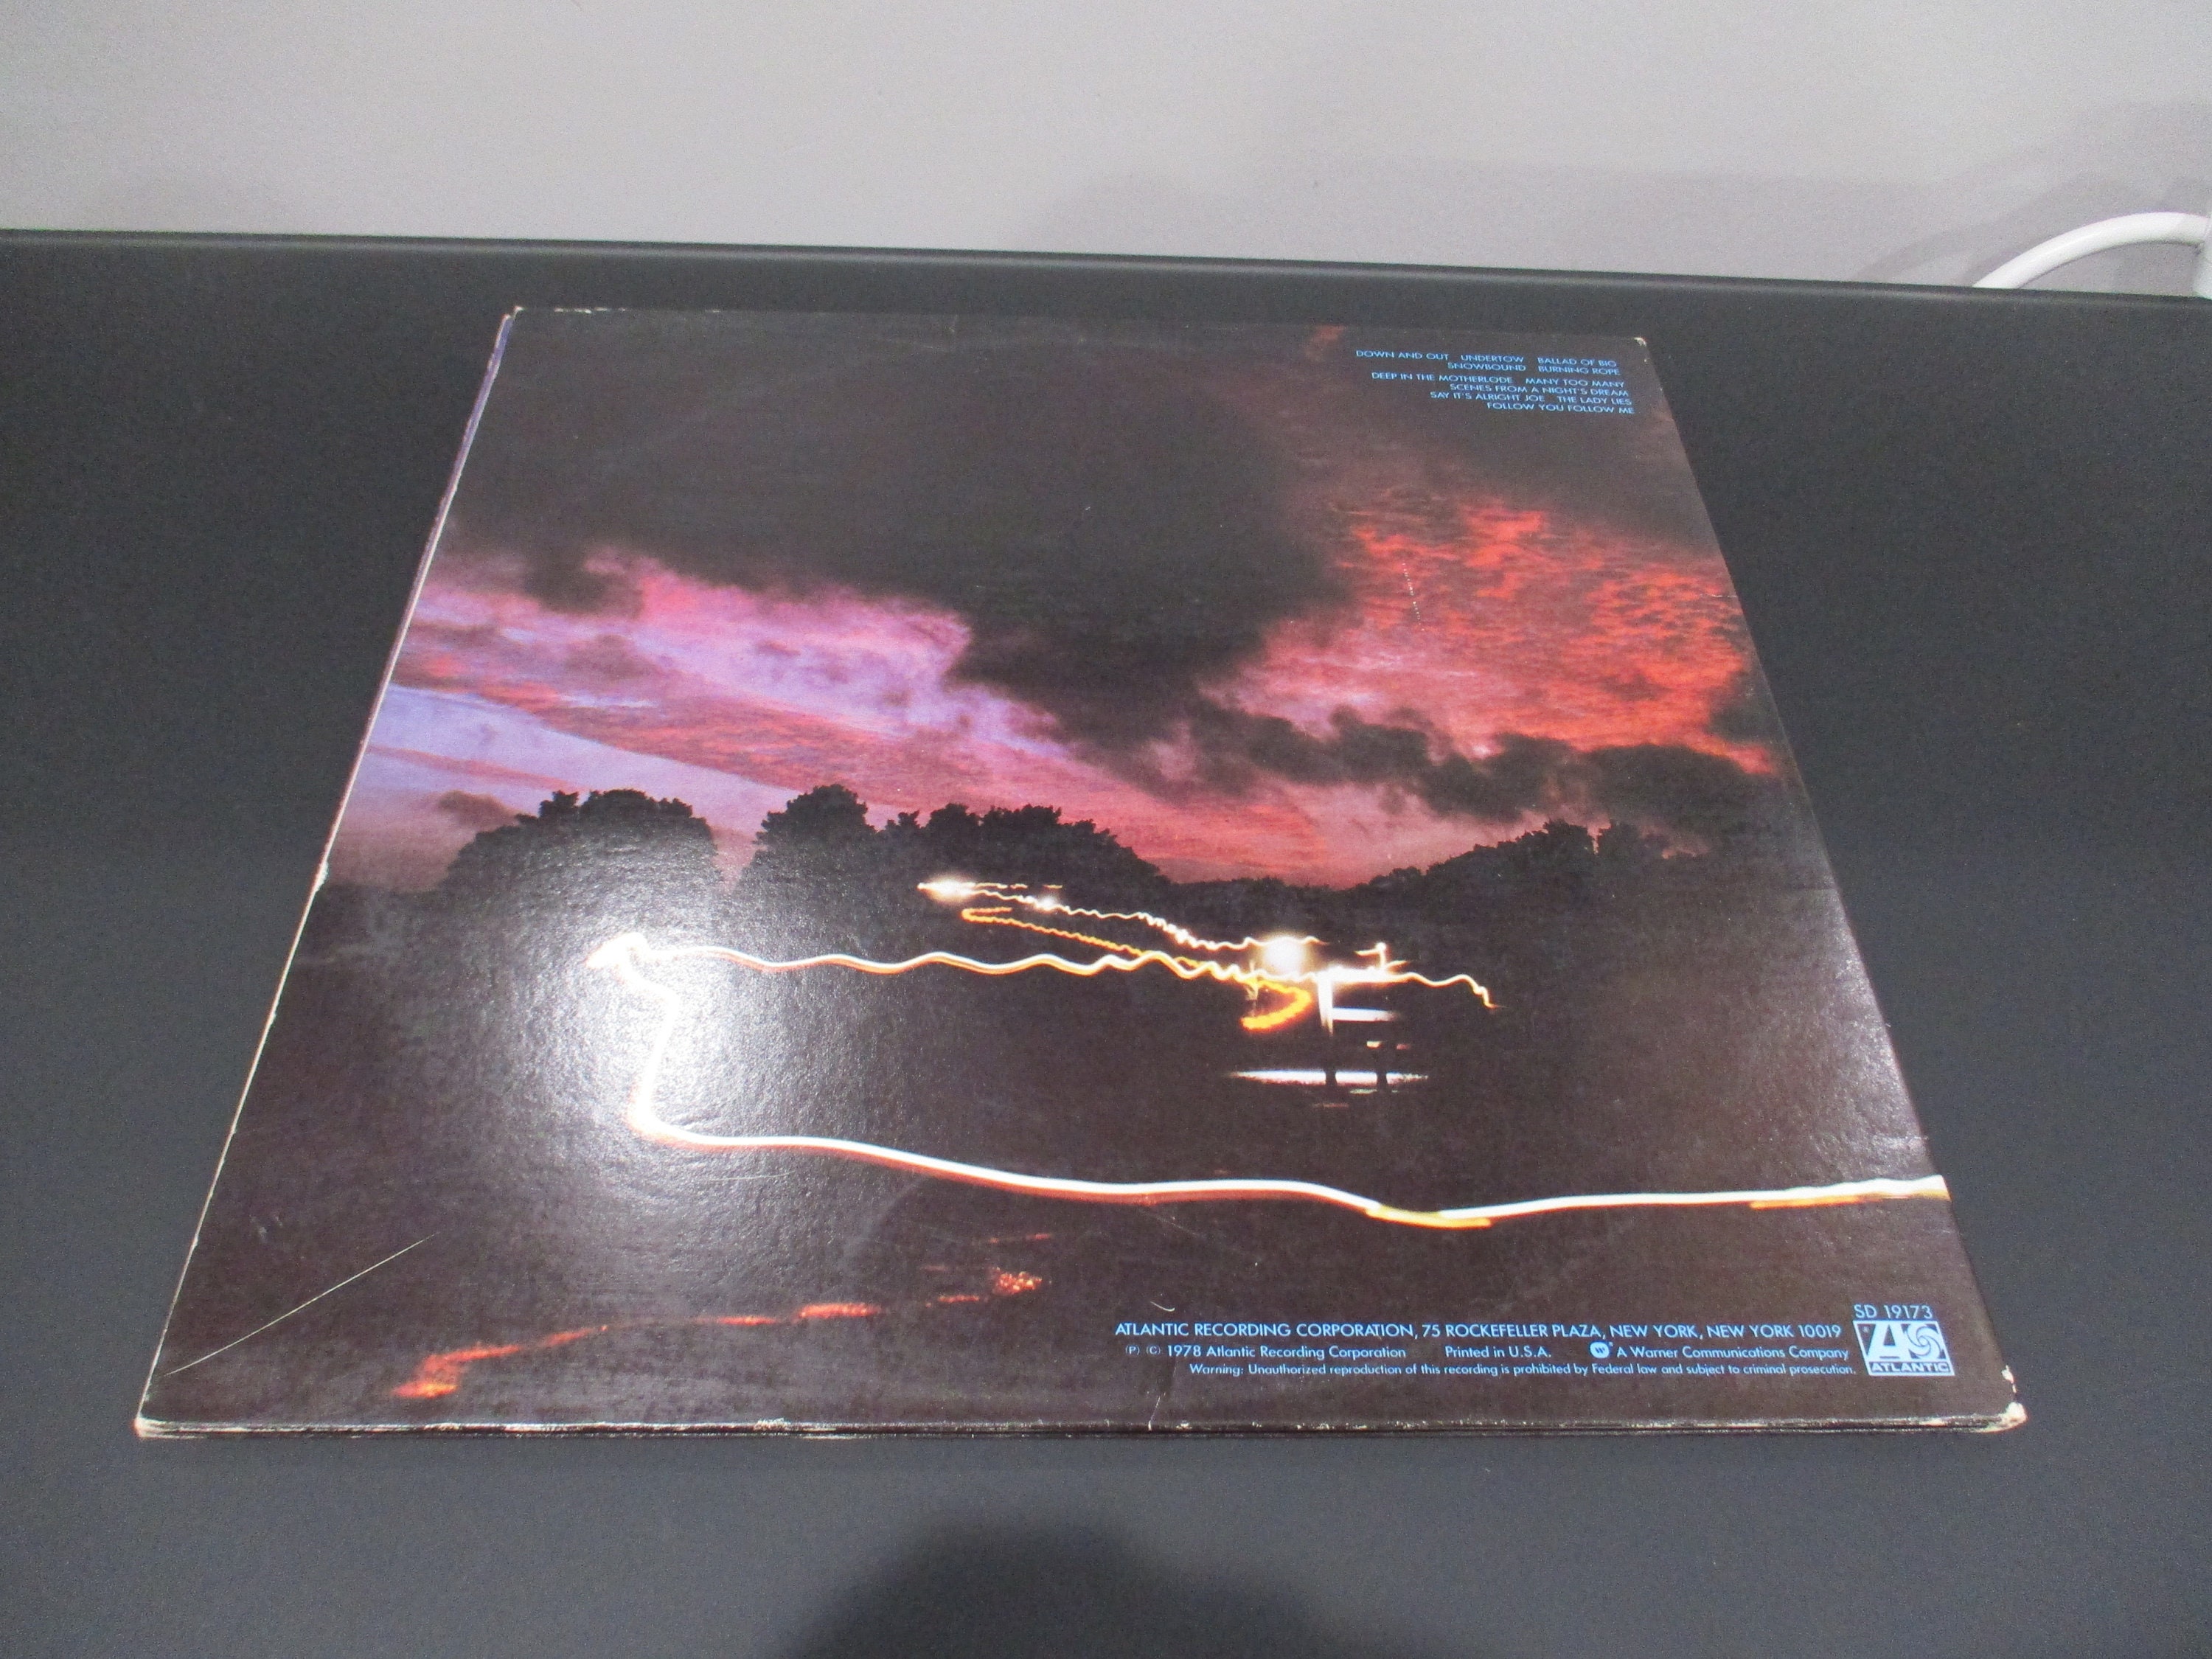 DOWN AND OUT UNDERTOW BALLAD OF BIG
SNOWBOUND BURNING ROPE
DEEP IN THE MOTHERLODE MANY TOO MANY
SCENES FROM A NIGHT'S DREAM
SAY IT'S ALRIGHT JOE THE LADY LIES
FOLLOW YOU FOLLOW ME
SD 19173
ATLANTIC RECORDING CORPORATION, 75 ROCKEFELLER PLAZA, NEW YORK, NEW YORK 10019
Ⓟ © 1978 Atlantic Recording Corporation Printed in U.S.A. A Warner Communications Company
Warning: Unauthorized reproduction of this recording is prohibited by Federal law and subject to criminal prosecution.
ATLANTIC